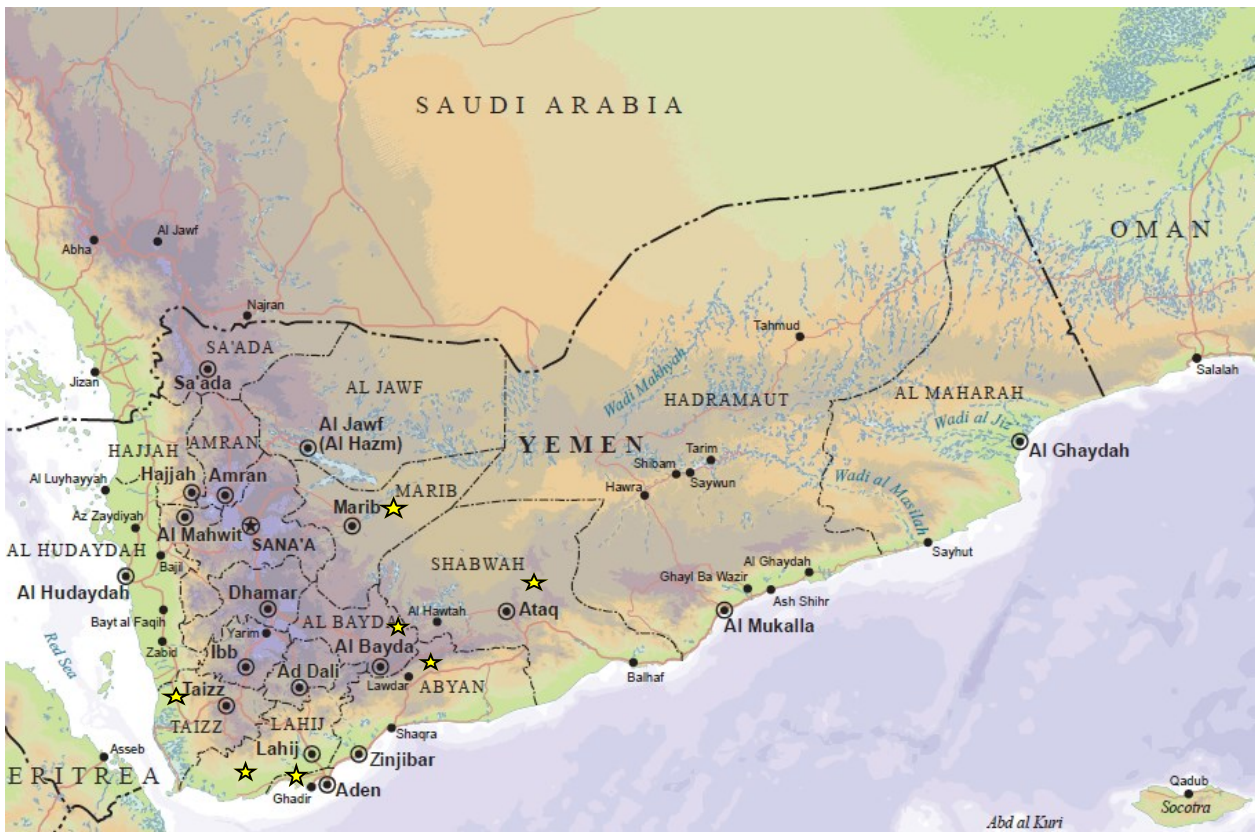 SAUDI ARABIA
OMAN
Abha
Al Jawf
Najran
Tahmud
SA'ADA
Sa'ada
Jizan
Salalah
AL JAWF
Wadi Makhyah
HADRAMAUT
AL MAHARAH
Wadi al Jiz
Al Ghaydah
HAJJAH
AMRAN
Al Jawf
(Al Hazm)
YEMEN
Tarim
Shibam
Saywun
Hawra
Wadi al Masilah
Al Luhayyah
Hajjah
Amran
MARIB
Marib
Az Zaydiyah
Al Mahwit
SANA'A
Sayhut
AL HUDAYDAH
Bajil
SHABWAH
Al Ghaydah
Ghayl Ba Wazir
Ash Shihr
Al Hudaydah
Dhamar
Al Hawtah
Ataq
Al Mukalla
Bayt al Faqih
AL BAYDA
Yarim
Red Sea
Zabid
Ibb
Al Bayda
Ad Dali
Balhaf
Lawdar
ABYAN
Taizz
TAIZZ
LAHIJ
Shaqra
Asseb
Lahij
Zinjibar
ERITREA
Ghadir
Aden
Qadub
Socotra
Abd al Kuri